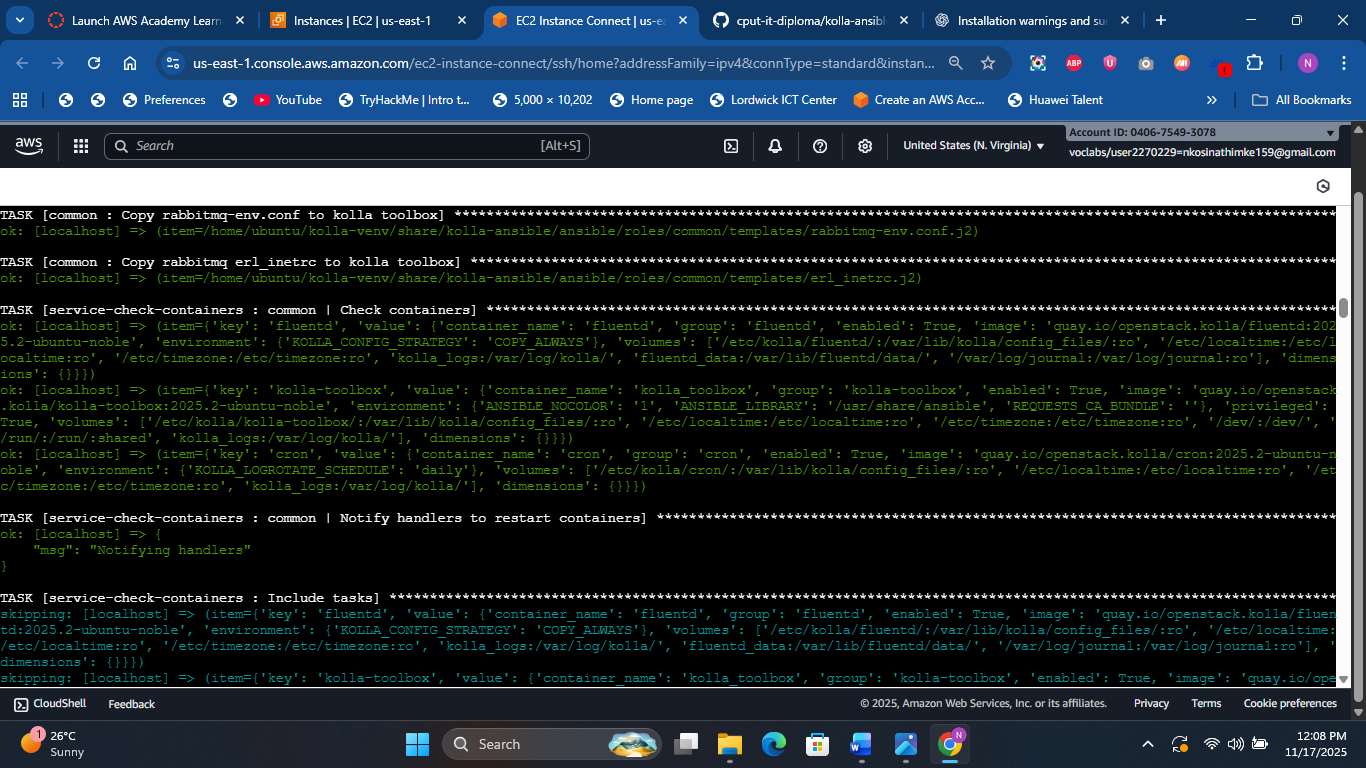 Launch AWS Academy Learn
Instances | EC2 | us-east-1
EC2 Instance Connect | us-ea
cput-it-diploma/kolla-ansibl
Installation warnings and su
us-east-1.console.aws.amazon.com/ec2-instance-connect/ssh/home?addressFamily=ipv4&connType=standard&instan...
ABP
N
Preferences
YouTube
TryHackMe | Intro t...
5,000 × 10,202
Home page
Lordwick ICT Center
Create an AWS Acc...
Huawei Talent
All Bookmarks
aws
Search
[Alt+S]
United States (N. Virginia)
Account ID: 0406-7549-3078
voclabs/user2270229=nkosinathimke159@gmail.com
TASK [common : Copy rabbitmq-env.conf to kolla toolbox] ************************************************************************************************************
ok: [localhost] => (item=/home/ubuntu/kolla-venv/share/kolla-ansible/ansible/roles/common/templates/rabbitmq-env.conf.j2)
TASK [common : Copy rabbitmq erl_inetrc to kolla toolbox] **********************************************************************************************************
ok: [localhost] => (item=/home/ubuntu/kolla-venv/share/kolla-ansible/ansible/roles/common/templates/erl_inetrc.j2)
TASK [service-check-containers : common | Check containers] ********************************************************************************************************
ok: [localhost] => (item={'key': 'fluentd', 'value': {'container_name': 'fluentd', 'group': 'fluentd', 'enabled': True, 'image': 'quay.io/openstack.kolla/fluentd:202
5.2-ubuntu-noble', 'environment': {'KOLLA_CONFIG_STRATEGY': 'COPY_ALWAYS'}, 'volumes': ['/etc/kolla/fluentd/:/var/lib/kolla/config_files/:ro', '/etc/localtime:/etc/l
ocaltime:ro', '/etc/timezone:/etc/timezone:ro', 'kolla_logs:/var/log/kolla/', 'fluentd_data:/var/lib/fluentd/data/', '/var/log/journal:/var/log/journal:ro'], 'dimens
ions': {}}})
ok: [localhost] => (item={'key': 'kolla-toolbox', 'value': {'container_name': 'kolla_toolbox', 'group': 'kolla-toolbox', 'enabled': True, 'image': 'quay.io/openstack
.kolla/kolla-toolbox:2025.2-ubuntu-noble', 'environment': {'ANSIBLE_NOCOLOR': '1', 'ANSIBLE_LIBRARY': '/usr/share/ansible', 'REQUESTS_CA_BUNDLE': ''}, 'privileged':
True, 'volumes': ['/etc/kolla/kolla-toolbox/:/var/lib/kolla/config_files/:ro', '/etc/localtime:/etc/localtime:ro', '/etc/timezone:/etc/timezone:ro', '/dev/:/dev/', '
/run/:/run/:shared', 'kolla_logs:/var/log/kolla/'], 'dimensions': {}}})
ok: [localhost] => (item={'key': 'cron', 'value': {'container_name': 'cron', 'group': 'cron', 'enabled': True, 'image': 'quay.io/openstack.kolla/cron:2025.2-ubuntu-n
oble', 'environment': {'KOLLA_LOGROTATE_SCHEDULE': 'daily'}, 'volumes': ['/etc/kolla/cron/:/var/lib/kolla/config_files/:ro', '/etc/localtime:/etc/localtime:ro', '/et
c/timezone:/etc/timezone:ro', 'kolla_logs:/var/log/kolla/'], 'dimensions': {}}})
TASK [service-check-containers : common | Notify handlers to restart containers] ***********************************************************************************
ok: [localhost] => {
"msg": "Notifying handlers"
}
TASK [service-check-containers : Include tasks] ********************************************************************************************************************
skipping: [localhost] => (item={'key': 'fluentd', 'value': {'container_name': 'fluentd', 'group': 'fluentd', 'enabled': True, 'image': 'quay.io/openstack.kolla/fluen
td:2025.2-ubuntu-noble', 'environment': {'KOLLA_CONFIG_STRATEGY': 'COPY_ALWAYS'}, 'volumes': ['/etc/kolla/fluentd/:/var/lib/kolla/config_files/:ro', '/etc/localtime:
/etc/localtime:ro', '/etc/timezone:/etc/timezone:ro', 'kolla_logs:/var/log/kolla/', 'fluentd_data:/var/lib/fluentd/data/', '/var/log/journal:/var/log/journal:ro'], '
dimensions': {}}})
skipping: [localhost] => (item={'key': 'kolla-toolbox', 'value': {'container_name': 'kolla_toolbox', 'group': 'kolla-toolbox', 'enabled': True, 'image': 'quay.io/ope
CloudShell
Feedback
© 2025, Amazon Web Services, Inc. or its affiliates.
Privacy
Terms
Cookie preferences
1
26°C
Sunny
Search
N
12:08 PM
11/17/2025